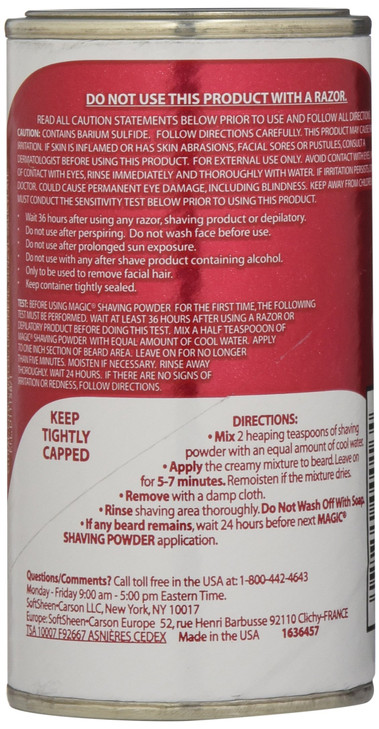 DO NOT USE THIS PRODUCT WITH A RAZOR.
READ ALL CAUTION STATEMENTS BELOW PRIOR TO USE AND FOLLOW ALL DIRECTIONS
CAUTION: CONTAINS BARIUM SULFIDE. FOLLOW DIRECTIONS CAREFULLY. THIS PRODUCT MAY CAUSE
IRRITATION. IF SKIN IS INFLAMED OR HAS SKIN ABRASIONS, FACIAL SORES OR PUSTULES, CONSULT A
DERMATOLOGIST BEFORE USING THIS PRODUCT. FOR EXTERNAL USE ONLY. AVOID CONTACT WITH EYES.
OF CONTACT WITH EYES, RINSE IMMEDIATELY AND THOROUGHLY WITH WATER. IF IRRITATION PERSISTS,
DOCTOR. COULD CAUSE PERMANENT EYE DAMAGE, INCLUDING BLINDNESS. KEEP AWAY FROM CHILDREN
MUST CONDUCT THE SENSITIVITY TEST BELOW PRIOR TO USING THIS PRODUCT.
· Wait 36 hours after using any razor, shaving product or depilatory.
· Do not use after perspiring. Do not wash face before use.
· Do not use after prolonged sun exposure.
· Do not use with any after shave product containing alcohol.
· Only to be used to remove facial hair.
· Keep container tightly sealed.
TEST: BEFORE USING MAGIC® SHAVING POWDER FOR THE FIRST TIME, THE FOLLOWING
TEST MUST BE PERFORMED. WAIT AT LEAST 36 HOURS AFTER USING A RAZOR OR
DEPILATORY PRODUCT BEFORE DOING THIS TEST. MIX A HALF TEASPOOON OF
MAGIC® SHAVING POWDER WITH EQUAL AMOUNT OF COOL WATER. APPLY
TO ONE INCH SECTION OF BEARD AREA. LEAVE ON FOR NO LONGER
THAN FIVE MINUTES. MOISTEN IF NECESSARY. RINSE AWAY
THOROUGHLY. WAIT 24 HOURS. IF THERE ARE NO SIGNS OF
IRRITATION OR REDNESS, FOLLOW DIRECTIONS.
KEEP
TIGHTLY
CAPPED
DIRECTIONS:
• Mix 2 heaping teaspoons of shaving
powder with an equal amount of cool water.
• Apply the creamy mixture to beard. Leave on
for 5-7 minutes. Remoisten if the mixture dries.
• Remove with a damp cloth.
• Rinse shaving area thoroughly. Do Not Wash Off With Soap.
• If any beard remains, wait 24 hours before next MAGIC®
SHAVING POWDER application.
Questions/Comments? Call toll free in the USA at: 1-800-442-4643
Monday - Friday 9:00 am - 5:00 pm Eastern Time.
SoftSheen•Carson LLC, New York, NY 10017
Europe: SoftSheen•Carson Europe 52, rue Henri Barbusse 92110 Clichy-FRANCE
TSA 10007 F92667 ASNIÈRES CEDEX Made in the USA 1636457